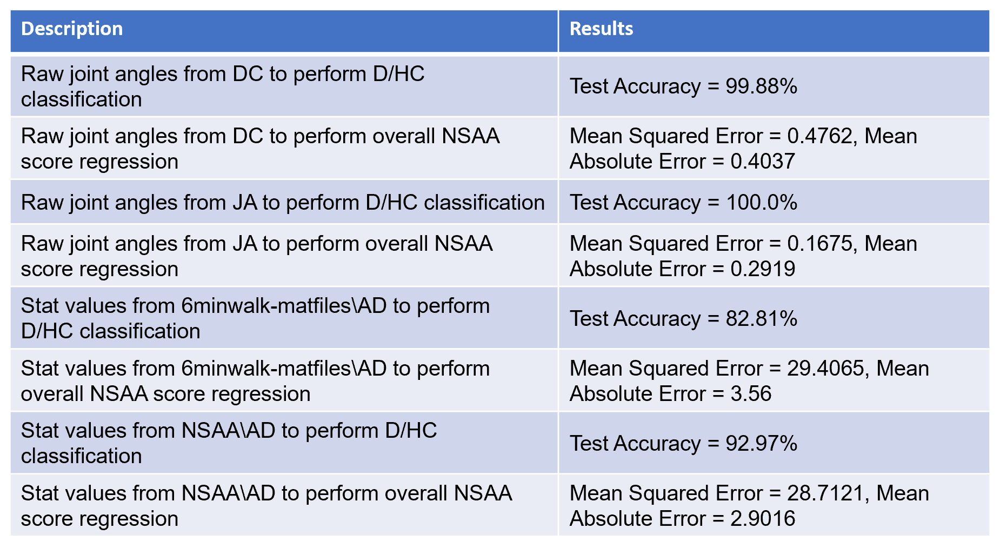 Description
Results
Raw joint angles from DC to perform D/HC
classification
Test Accuracy = 99.88%
Raw joint angles from DC to perform overall NSAA
score regression
Mean Squared Error = 0.4762, Mean
Absolute Error = 0.4037
Raw joint angles from JA to perform D/HC classification
Test Accuracy = 100.0%
Raw joint angles from JA to perform overall NSAA
score regression
Mean Squared Error = 0.1675, Mean
Absolute Error = 0.2919
Stat values from 6minwalk-matfiles\AD to perform
D/HC classification
Test Accuracy = 82.81%
Stat values from 6minwalk-matfiles\AD to perform
overall NSAA score regression
Mean Squared Error = 29.4065, Mean
Absolute Error = 3.56
Stat values from NSAA\AD to perform D/HC
classification
Test Accuracy = 92.97%
Stat values from NSAA\AD to perform overall NSAA
score regression
Mean Squared Error = 28.7121, Mean
Absolute Error = 2.9016